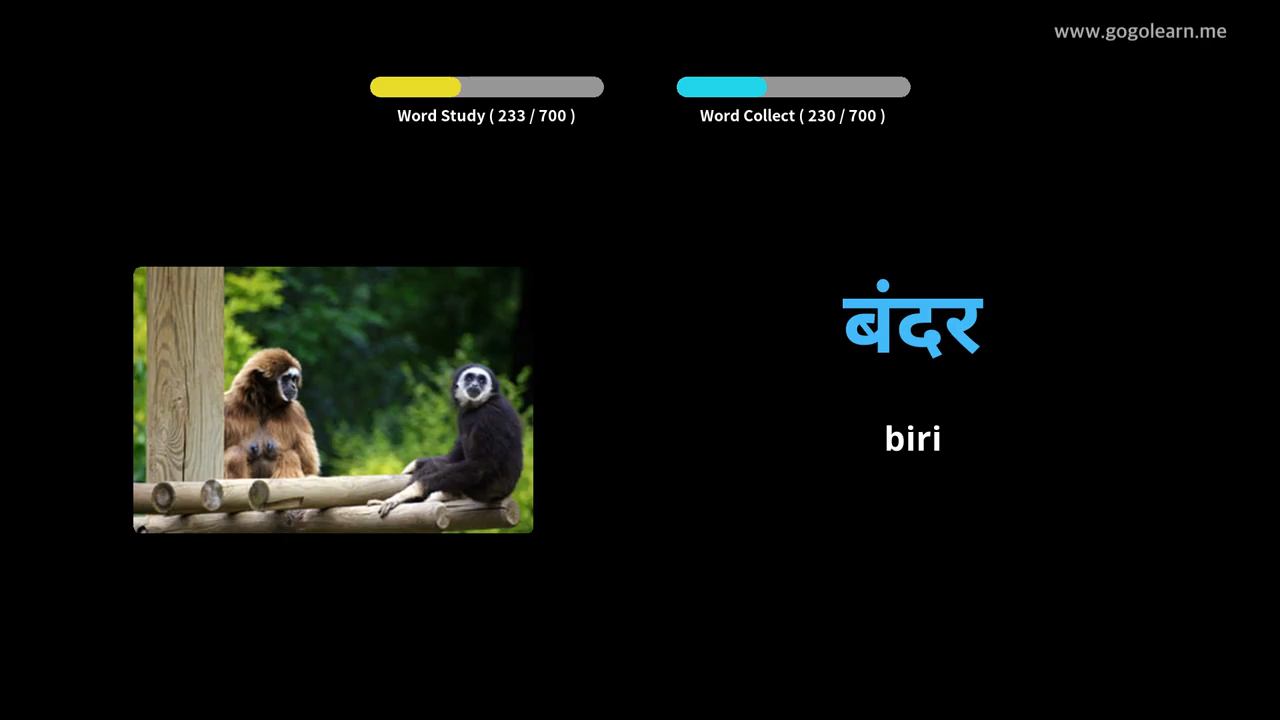 www.gogolearn.me
Word Study ( 233 / 700 )
Word Collect ( 230 / 700 )
बंदर
biri